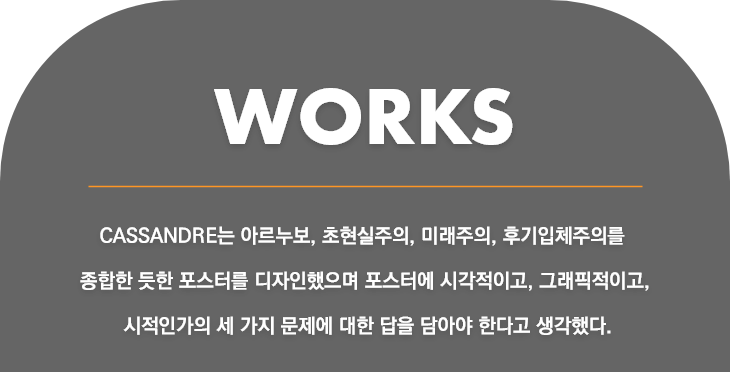 WORKS
CASSANDRE는 아르누보, 초현실주의, 미래주의, 후기입체주의를
종합한 듯한 포스터를 디자인했으며 포스터에 시각적이고, 그래픽적이고,
시적인가의 세 가지 문제에 대한 답을 담아야 한다고 생각했다.